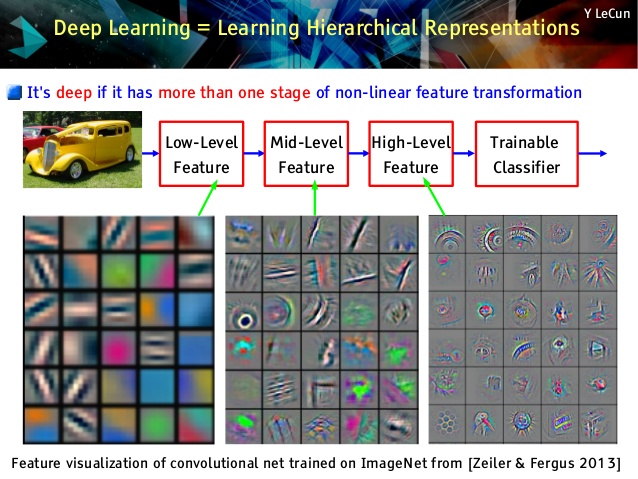 Y LeCun
Deep Learning = Learning Hierarchical Representations
It's deep if it has more than one stage of non-linear feature transformation
Low-Level
Feature
Mid-Level
Feature
High-Level
Feature
Trainable
Classifier
Feature visualization of convolutional net trained on ImageNet from [Zeiler & Fergus 2013]